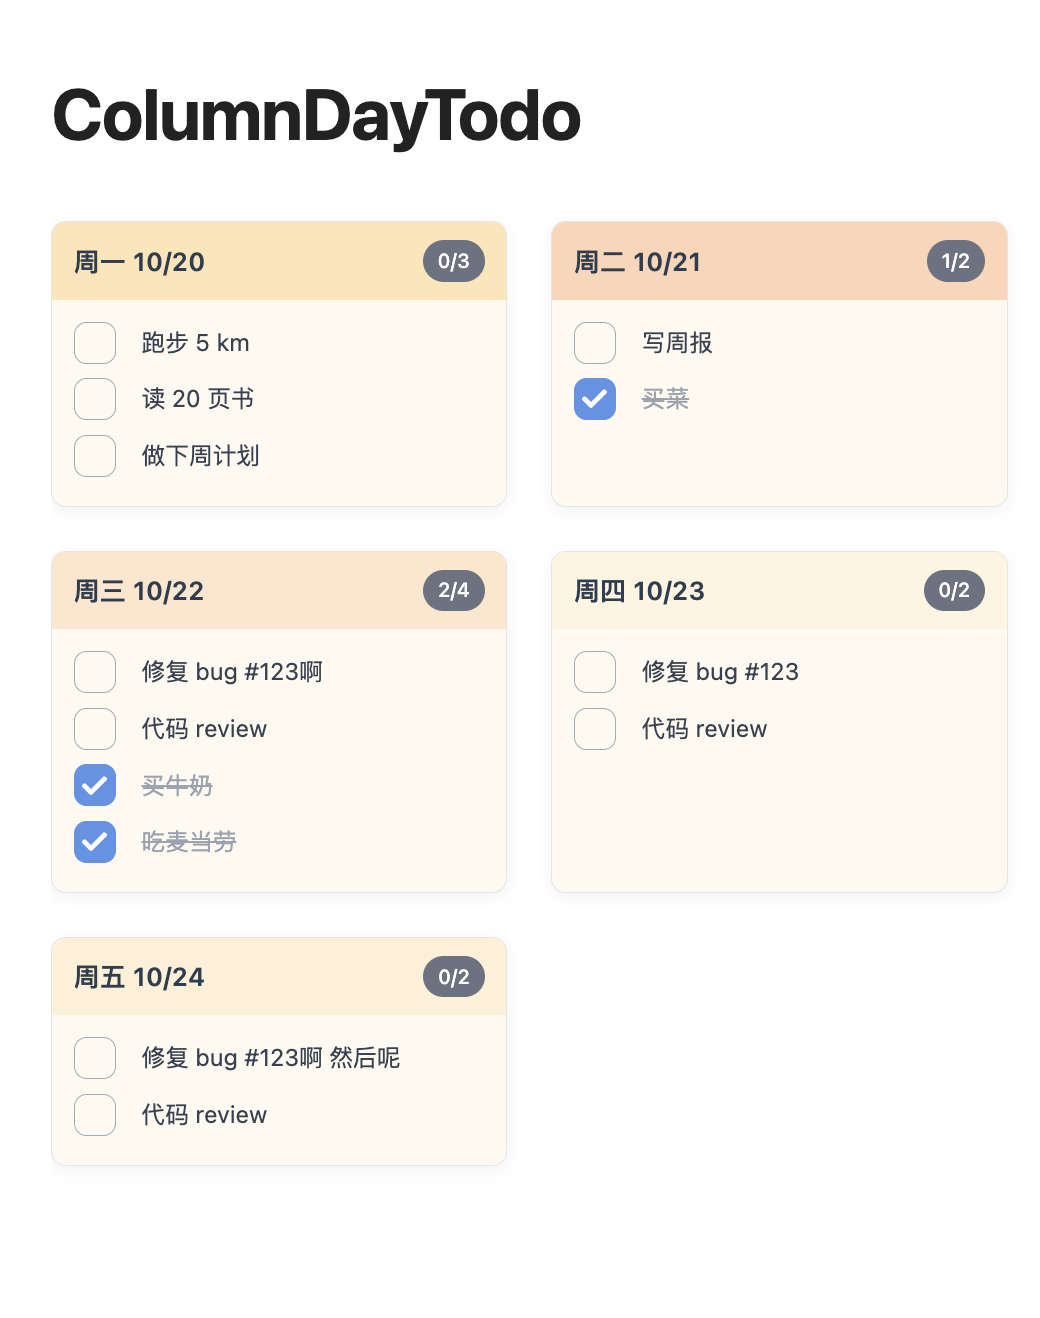 ColumnDayTodo
周一 10/20
0/3
跑步 5 km
读 20 页书
做下周计划
周二 10/21
1/2
写周报
买菜
周三 10/22
2/4
修复 bug #123啊
代码 review
买牛奶
吃麦当劳
周四 10/23
0/2
修复 bug #123
代码 review
周五 10/24
0/2
修复 bug #123啊 然后呢
代码 review